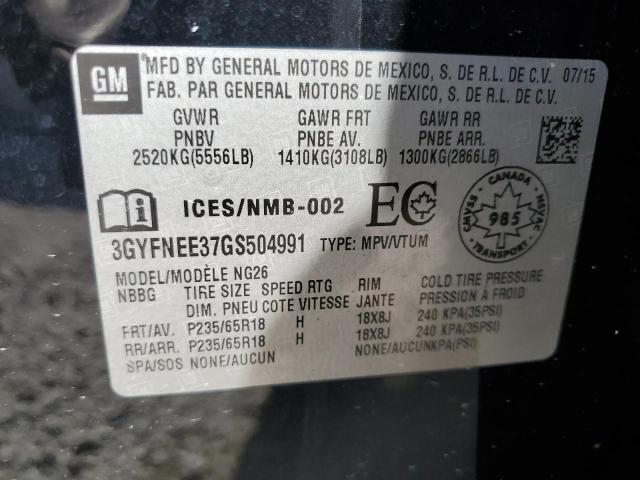 GM
MFD BY GENERAL MOTORS DE MEXICO, S. DE R.L. DE C.V. 07/15
FAB. PAR GENERAL MOTORS DE MEXICO, S. DE R.L. DE C.V.
GVWR GAWR FRT GAWR RR
PNBV PNBE AV. PNBE ARR.
2520KG(5556LB) 1410KG(3108LB) 1300KG(2866LB)
ICES/NMB-002 EC
CANADA
CMVSS 985 NSVAC
3GYFNEE37GS504991 TYPE: MPV/VTUM
MODEL/MODÈLE NG26
NBBG TIRE SIZE SPEED RTG RIM COLD TIRE PRESSURE
DIM. PNEU COTE VITESSE JANTE PRESSION À FROID
FRT/AV. P235/65R18 H 18X8J 240 KPA(35PSI)
RR/ARR. P235/65R18 H 18X8J 240 KPA(35PSI)
SPA/SOS NONE/AUCUN NONE/AUCUNKPA(PSI)